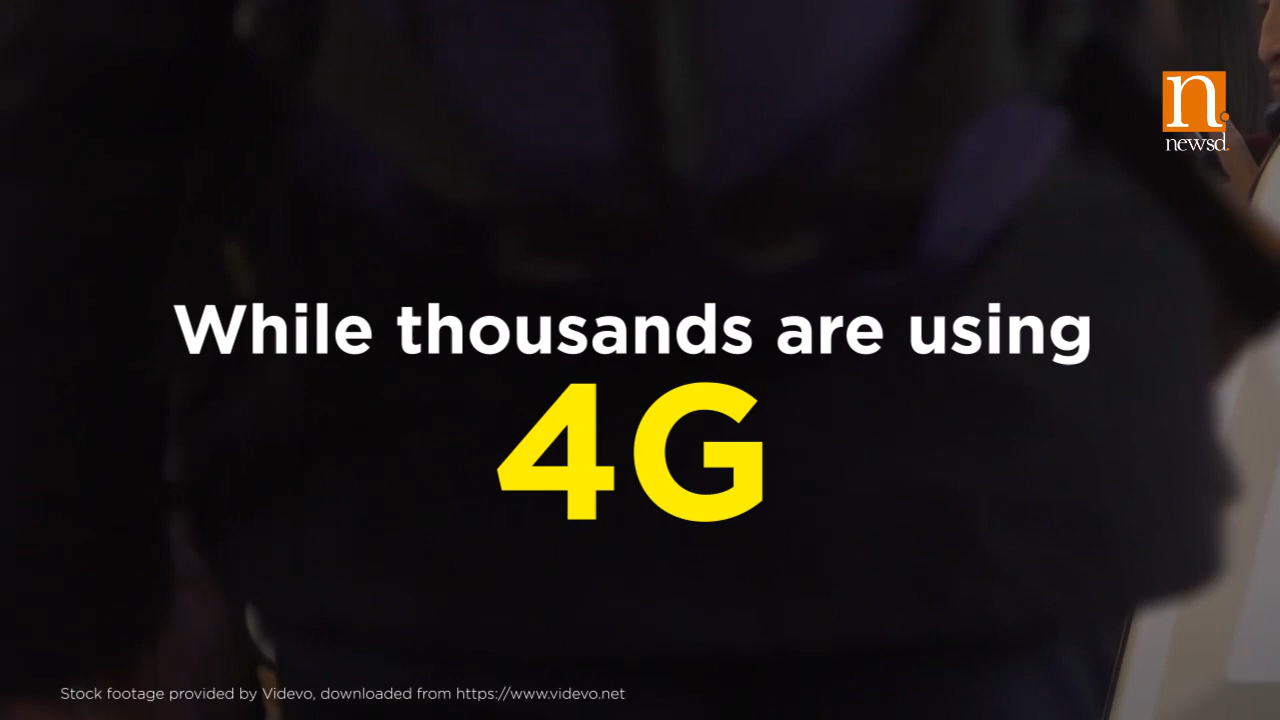 n.
newsd.
While thousands are using
4G
Stock footage provided by Videvo, downloaded from https://www.videvo.net